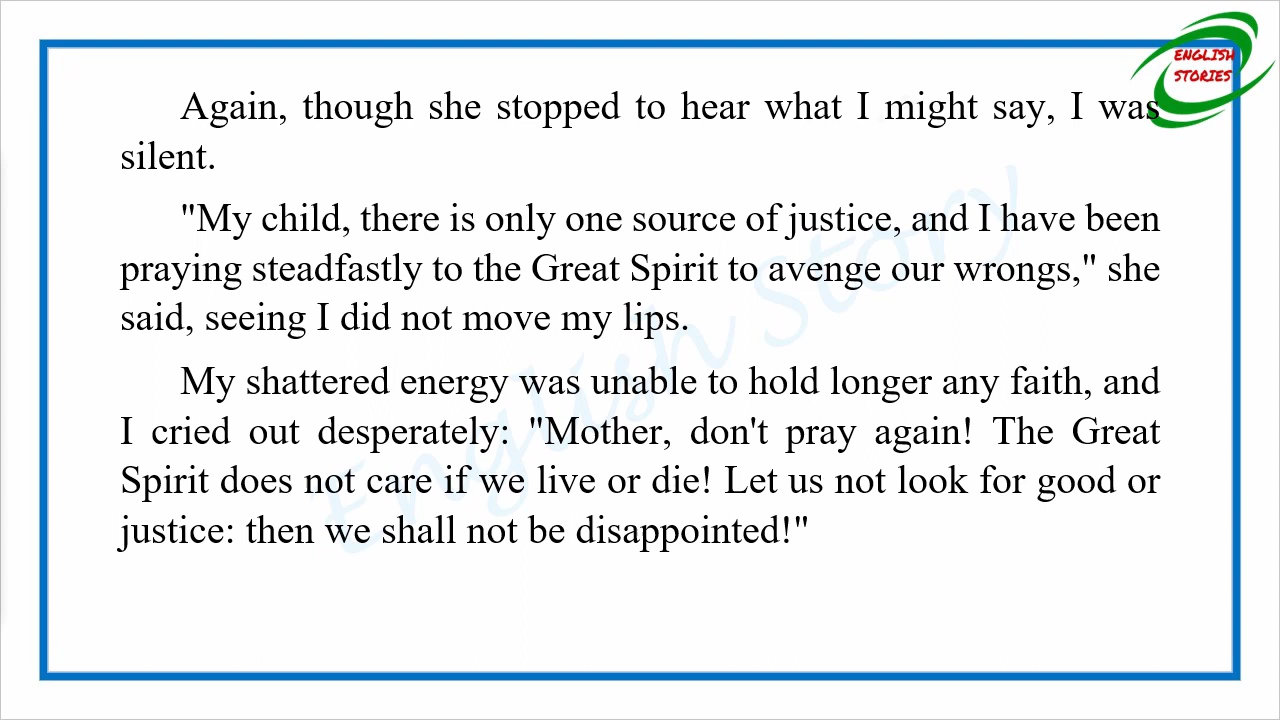 ENGLISH
STORIES
Again, though she stopped to hear what I might say, I was
silent.
"My child, there is only one source of justice, and I have been
praying steadfastly to the Great Spirit to avenge our wrongs," she
said, seeing I did not move my lips.
My shattered energy was unable to hold longer any faith, and
I cried out desperately: "Mother, don't pray again! The Great
Spirit does not care if we live or die! Let us not look for good or
justice: then we shall not be disappointed!"
English Story